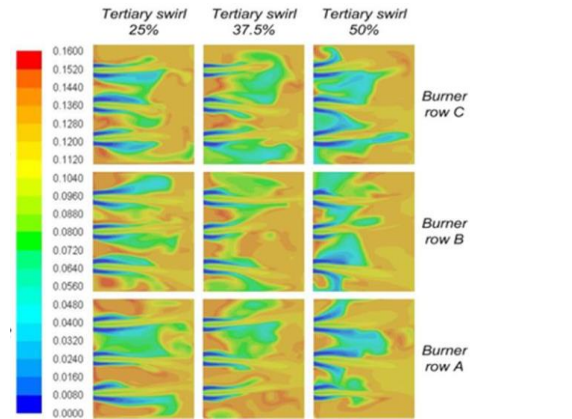 Tertiary swirl
25%
Tertiary swirl
37.5%
Tertiary swirl
50%
0.1600
0.1520
0.1440
0.1360
0.1280
0.1200
0.1120
0.1040
0.0960
0.0880
0.0800
0.0720
0.0640
0.0560
0.0480
0.0400
0.0320
0.0240
0.0160
0.0080
0.0000
Burner
row C
Burner
row B
Burner
row A